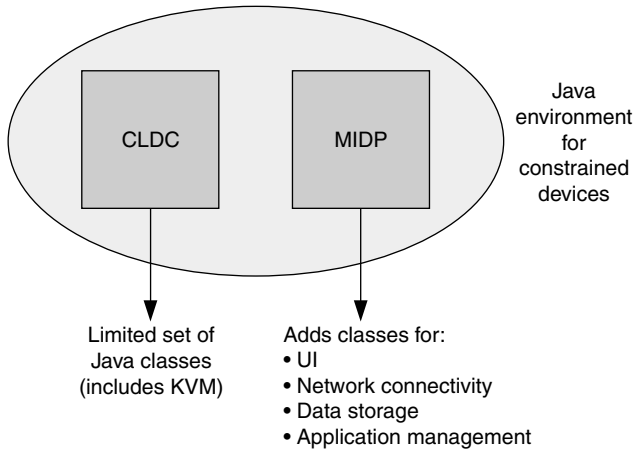 CLDC
MIDP
Java
environment
for
constrained
devices
Limited set of
Java classes
(includes KVM)
Adds classes for:
• UI
• Network connectivity
• Data storage
• Application management